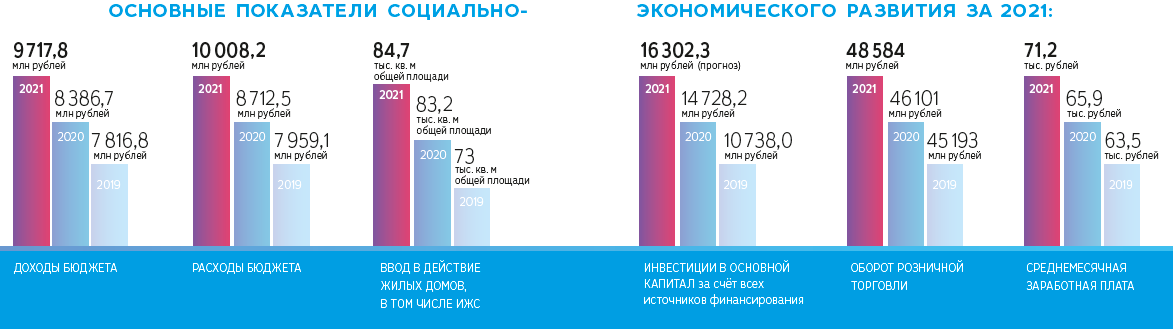 ОСНОВНЫЕ ПОКАЗАТЕЛИ СОЦИАЛЬНО-
ЭКОНОМИЧЕСКОГО РАЗВИТИЯ ЗА 2021:
9 717,8
млн рублей
2021
8 386,7
млн рублей
2020
7 816,8
млн рублей
2019
ДОХОДЫ БЮДЖЕТА
10 008,2
млн рублей
2021
8 712,5
млн рублей
2020
7 959,1
млн рублей
2019
РАСХОДЫ БЮДЖЕТА
84,7
тыс. кв. м
общей площади
2021
83,2
тыс. кв. м
общей площади
2020
73
тыс. кв. м
общей площади
2019
ВВОД В ДЕЙСТВИЕ
ЖИЛЫХ ДОМОВ,
В ТОМ ЧИСЛЕ ИЖС
16 302,3
млн рублей (прогноз)
2021
14 728,2
млн рублей
2020
10 738,0
млн рублей
2019
ИНВЕСТИЦИИ В ОСНОВНОЙ
КАПИТАЛ за счёт всех
источников финансирования
48 584
млн рублей
2021
46 101
млн рублей
2020
45 193
млн рублей
2019
ОБОРОТ РОЗНИЧНОЙ
ТОРГОВЛИ
71,2
тыс. рублей
2021
65,9
тыс. рублей
2020
63,5
тыс. рублей
2019
СРЕДНЕМЕСЯЧНАЯ
ЗАРАБОТНАЯ ПЛАТА